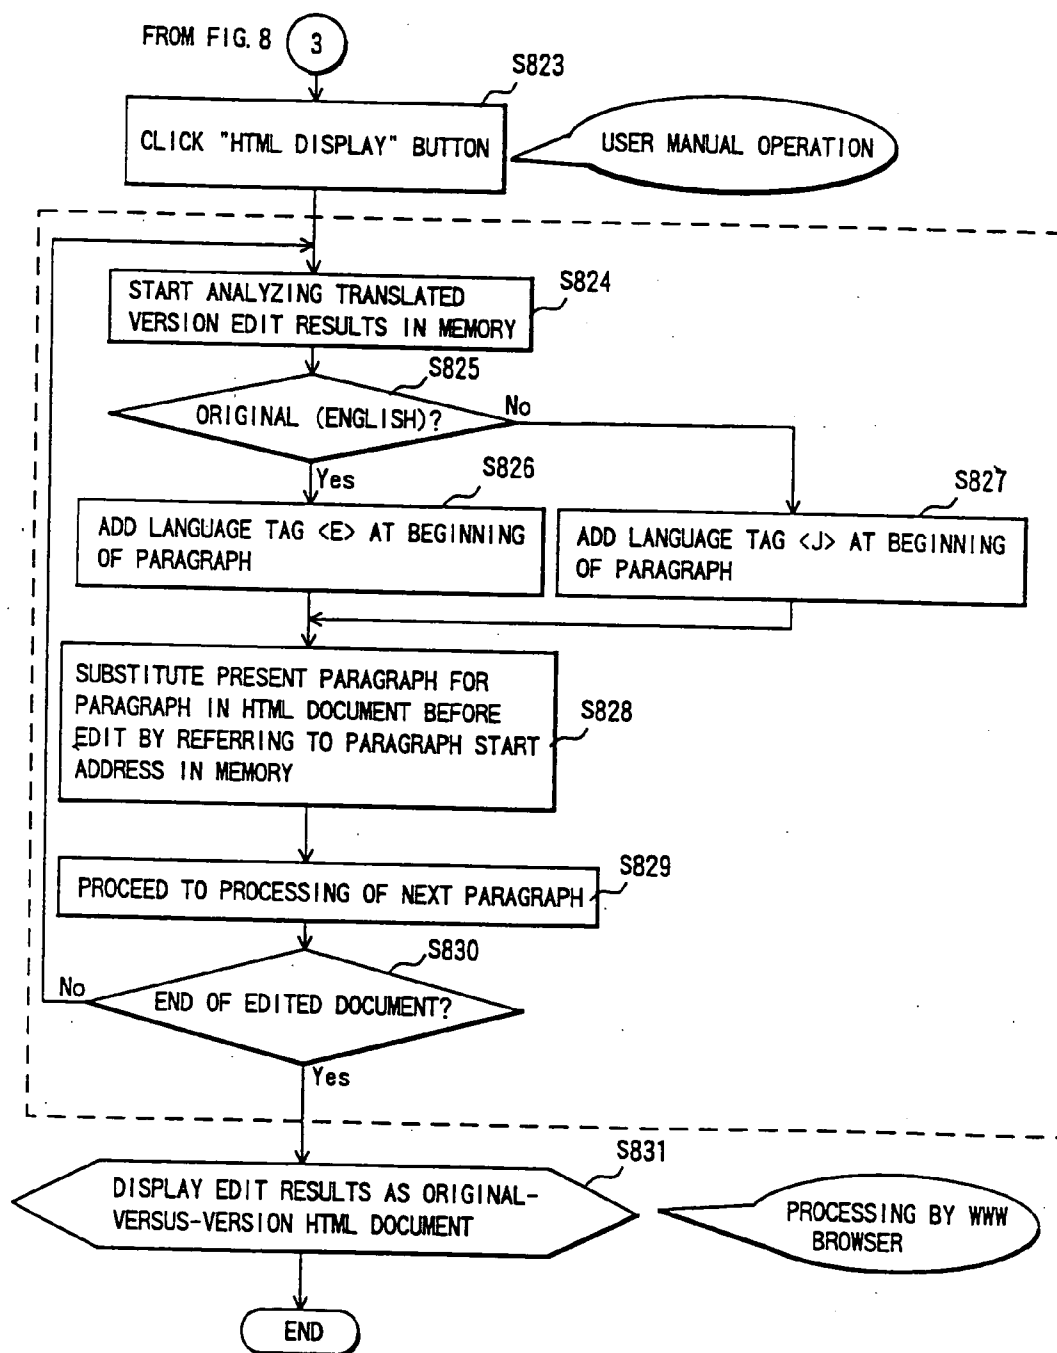 FROM FIG. 8
3
S823
CLICK "HTML DISPLAY" BUTTON
USER MANUAL OPERATION
START ANALYZING TRANSLATED
VERSION EDIT RESULTS IN MEMORY
S824
S825
ORIGINAL (ENGLISH)?
No
Yes
S826
S827
ADD LANGUAGE TAG <E> AT BEGINNING
OF PARAGRAPH
ADD LANGUAGE TAG <J> AT BEGINNING
OF PARAGRAPH
SUBSTITUTE PRESENT PARAGRAPH FOR
PARAGRAPH IN HTML DOCUMENT BEFORE
EDIT BY REFERRING TO PARAGRAPH START
ADDRESS IN MEMORY
S828
S829
PROCEED TO PROCESSING OF NEXT PARAGRAPH
S830
No
END OF EDITED DOCUMENT?
Yes
S831
DISPLAY EDIT RESULTS AS ORIGINAL-
VERSUS-VERSION HTML DOCUMENT
PROCESSING BY WWW
BROWSER
END